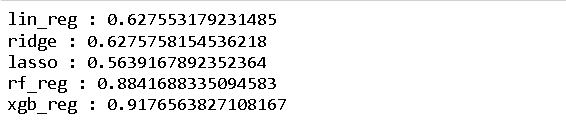 lin_reg : 0.627553179231485
ridge : 0.6275758154536218
lasso : 0.5639167892352364
rf_reg : 0.8841688335094583
xgb_reg : 0.9176563827108167